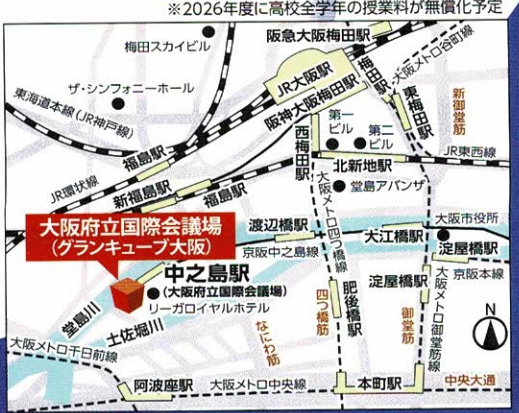 ※2026年度に高校全学年の授業料が無償化予定
梅田スカイビル
阪急大阪梅田駅
ザ・シンフォニーホール
JR大阪駅
梅田駅
大阪メトロ谷町線
東海道本線(JR神戸線)
阪神大阪梅田駅
東梅田駅
新御堂筋
第一ビル
第二ビル
西梅田駅
福島駅
北新地駅
JR東西線
JR環状線
新福島駅
福島駅
堂島アバンザ
大阪府立国際会議場
(グランキューブ大阪)
渡辺橋駅
大阪メトロ四つ橋線
大江橋駅
大阪市役所
京阪中之島線
淀屋橋駅
中之島駅
(大阪府立国際会議場)
京阪本線
リーガロイヤルホテル
肥後橋駅
淀屋橋駅
堂島川
土佐堀川
なにわ筋
四つ橋筋
御堂筋
大阪メトロ御堂筋線
N
大阪メトロ千日前線
阿波座駅
大阪メトロ中央線
本町駅
中央大通